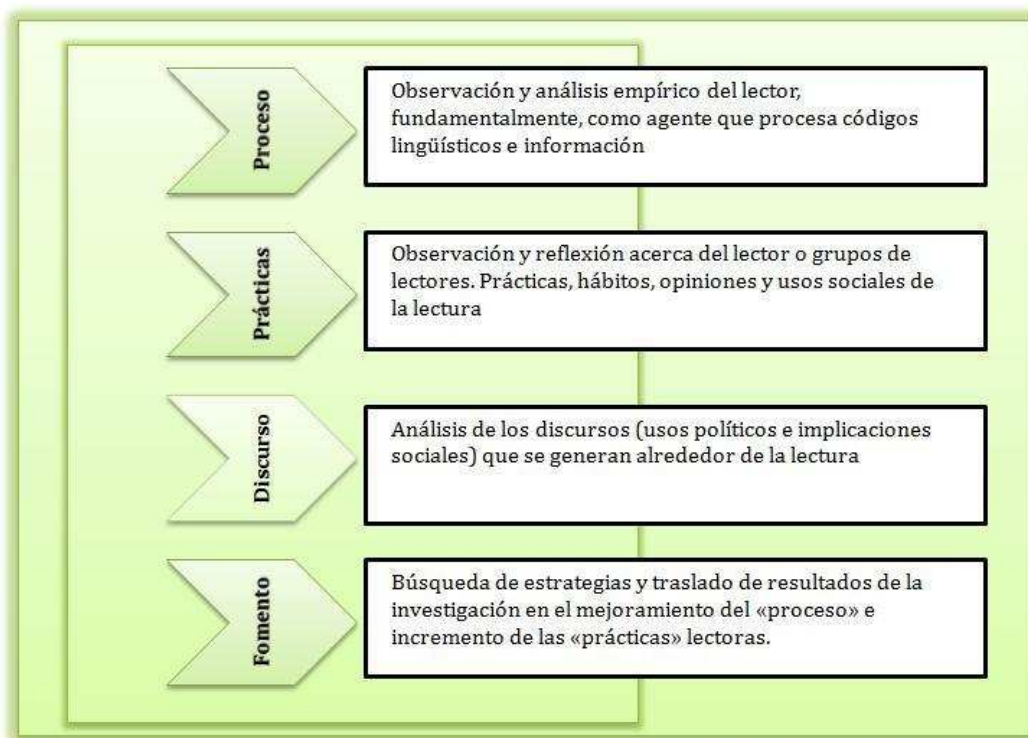 Proceso
Observación y análisis empírico del lector,
fundamentalmente, como agente que procesa códigos
lingüísticos e información
Prácticas
Observación y reflexión acerca del lector o grupos de
lectores. Prácticas, hábitos, opiniones y usos sociales de
la lectura
Discurso
Análisis de los discursos (usos políticos e implicaciones
sociales) que se generan alrededor de la lectura
Fomento
Búsqueda de estrategias y traslado de resultados de la
investigación en el mejoramiento del «proceso» e
incremento de las «prácticas» lectoras.